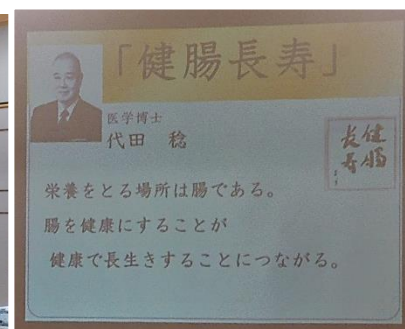 「健腸長寿」
医学博士
代田 稔
健腸
長寿
栄養をとる場所は腸である。
腸を健康にすることが
健康で長生きすることにつながる。